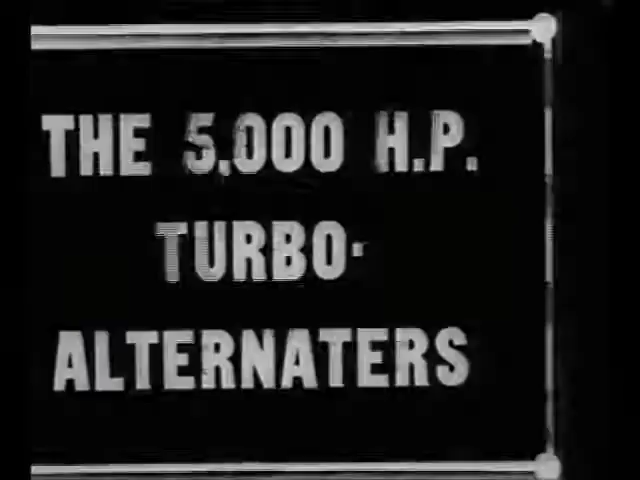 THE 5,000 H.P.
TURBO-
ALTERNATERS